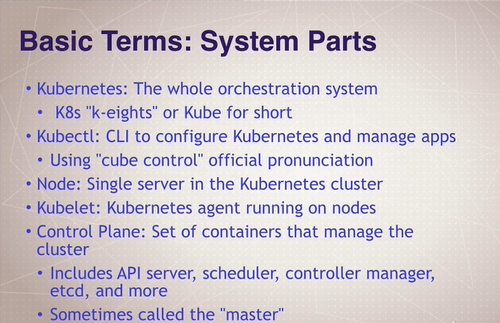 Basic Terms: System Parts
• Kubernetes: The whole orchestration system
• K8s "k-eights" or Kube for short
• Kubectl: CLI to configure Kubernetes and manage apps
• Using "cube control" official pronunciation
• Node: Single server in the Kubernetes cluster
• Kubelet: Kubernetes agent running on nodes
• Control Plane: Set of containers that manage the
cluster
• Includes API server, scheduler, controller manager,
etcd, and more
• Sometimes called the "master"